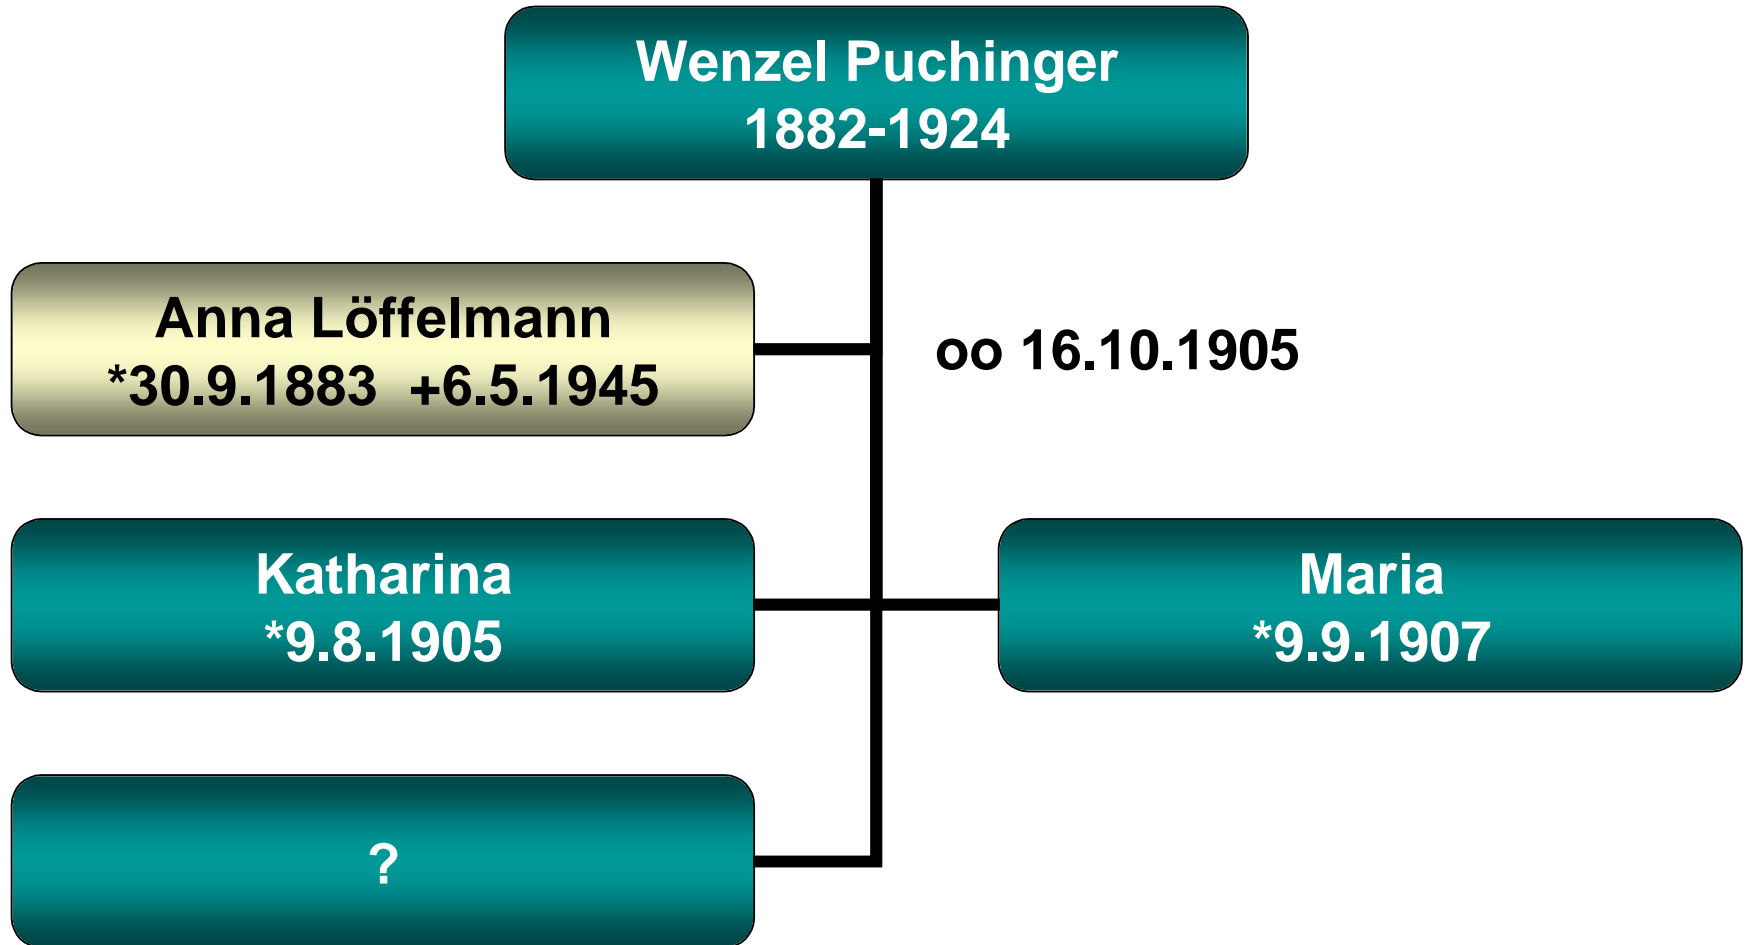 Wenzel Puchinger
1882-1924
Anna Löffelmann
*30.9.1883  +6.5.1945
oo 16.10.1905
Katharina
*9.8.1905
Maria
*9.9.1907
?